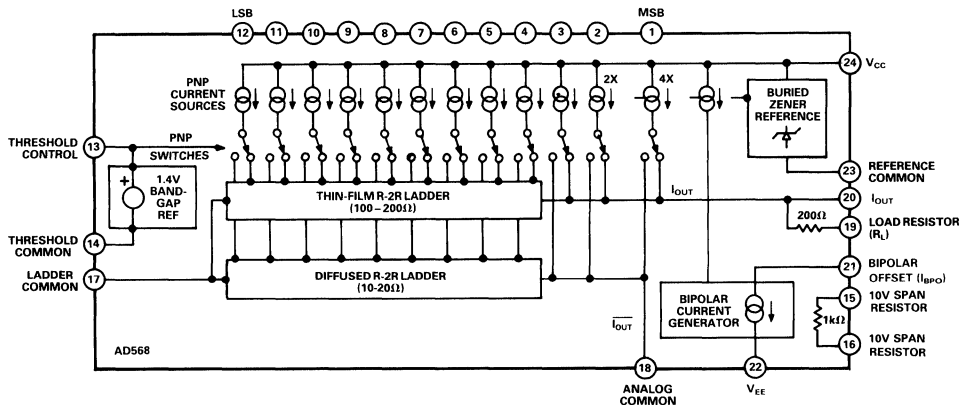 LSB
MSB
12 11 10 9 8 7 6 5 4 3 2 1
24 VCC
PNP
CURRENT
SOURCES
2X
4X
BURIED
ZENER
REFERENCE
THRESHOLD
CONTROL
13
PNP
SWITCHES
+
1.4V
BAND-
GAP
REF
23 REFERENCE
COMMON
THIN-FILM R-2R LADDER
(100–200Ω)
IOUT
20 IOUT
200Ω
19 LOAD RESISTOR
(RL)
THRESHOLD
COMMON
14
LADDER
COMMON
17
DIFFUSED R-2R LADDER
(10-20Ω)
21 BIPOLAR
OFFSET (IBPO)
BIPOLAR
CURRENT
GENERATOR
15 10V SPAN
RESISTOR
1kΩ
16 10V SPAN
RESISTOR
IOUT
AD568
18
ANALOG
COMMON
22
VEE